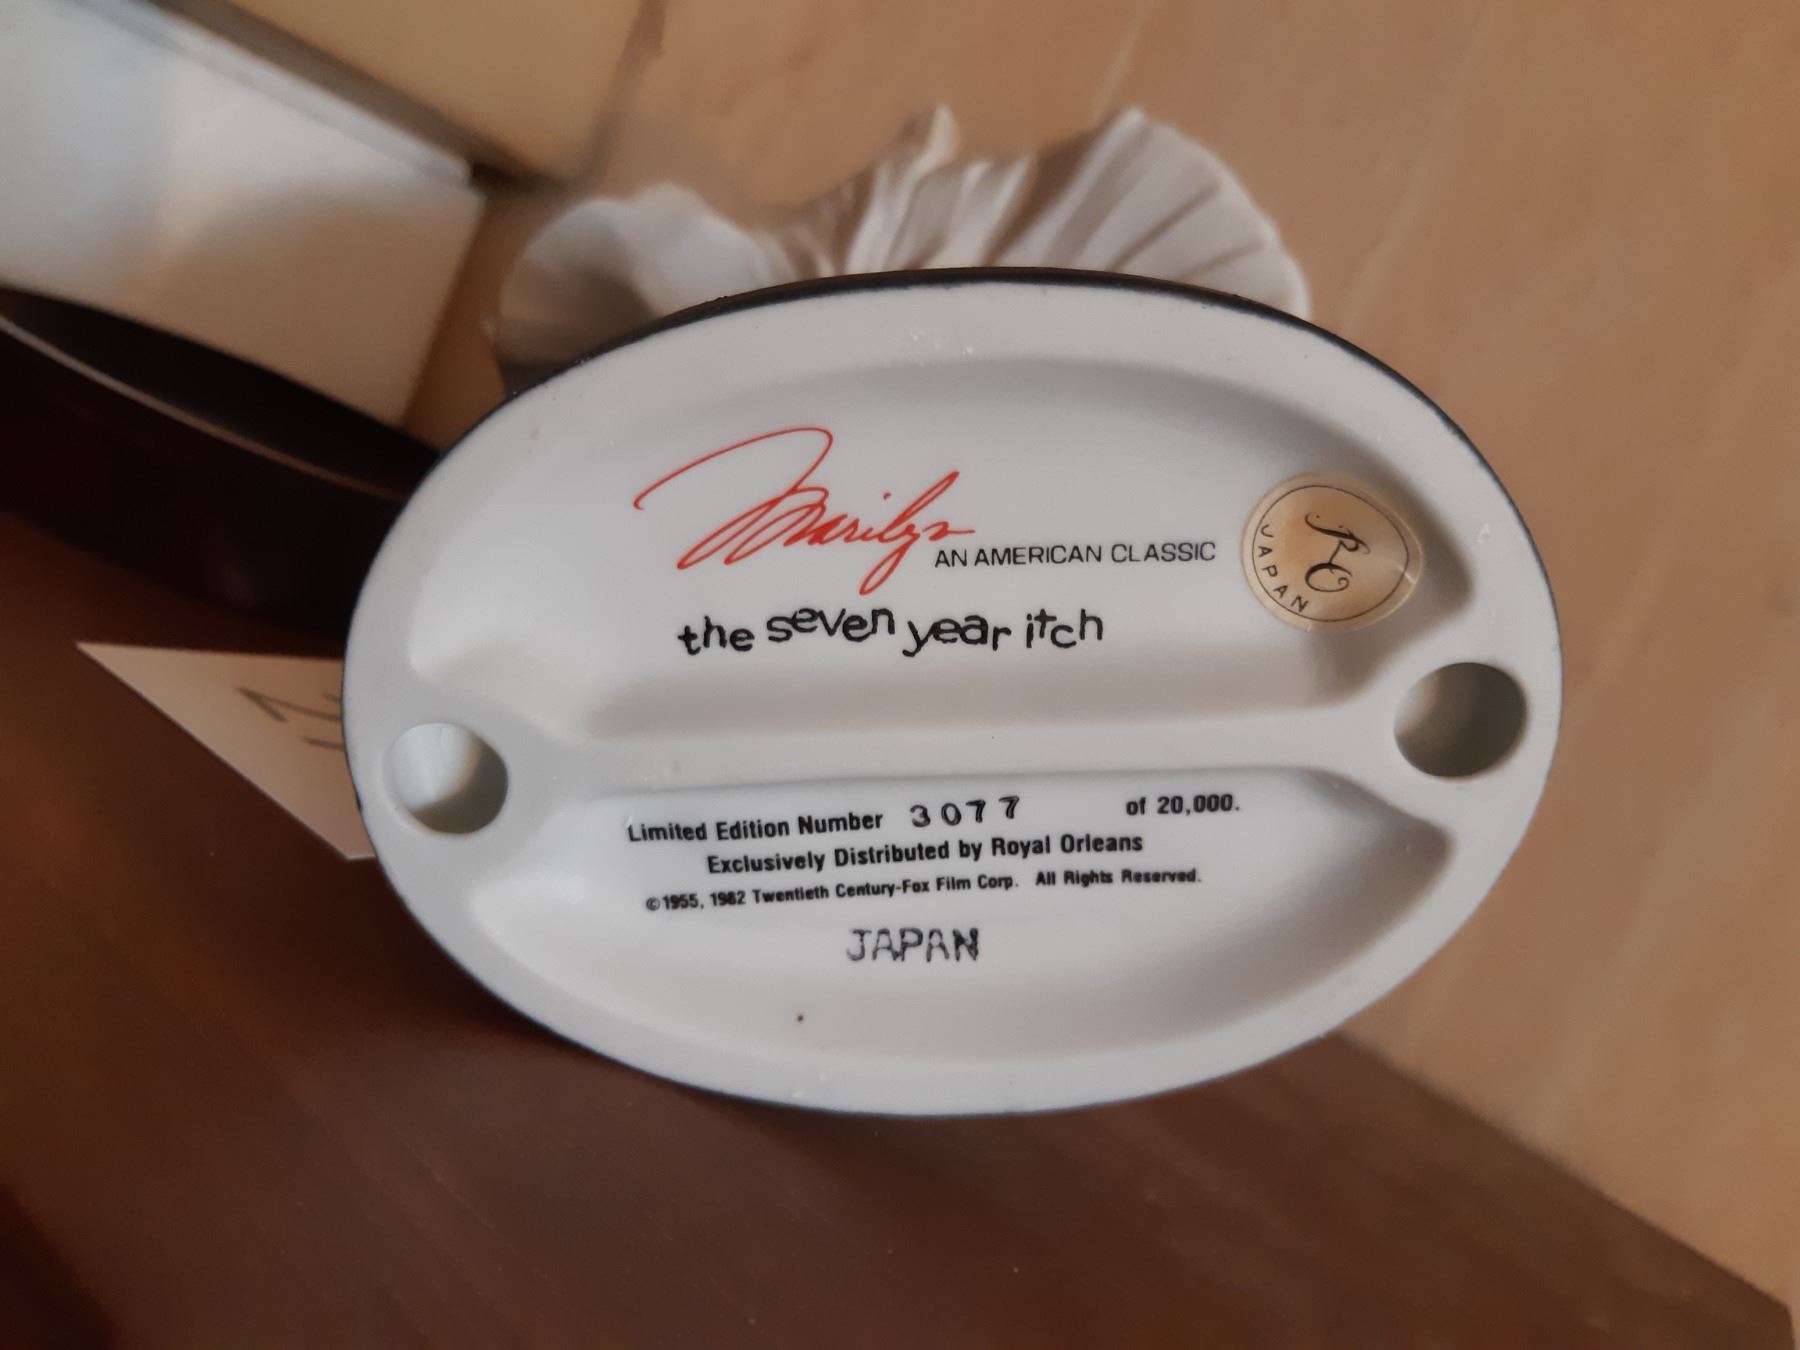 Marilyn
AN AMERICAN CLASSIC
the seven year itch
RO
JAPAN
Limited Edition Number 3077 of 20,000.
Exclusively Distributed by Royal Orleans
©1955, 1982 Twentieth Century-Fox Film Corp. All Rights Reserved.
JAPAN